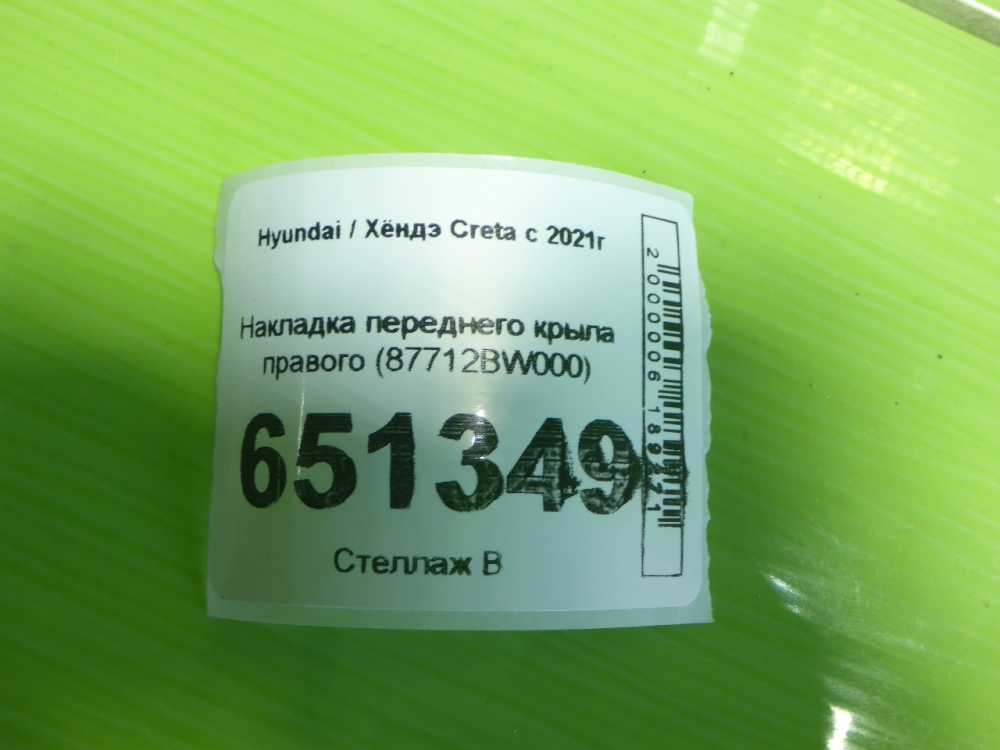 Hyundai / Хёндэ Creta с 2021г
Накладка переднего крыла
правого (87712BW000)
651349
Стеллаж В